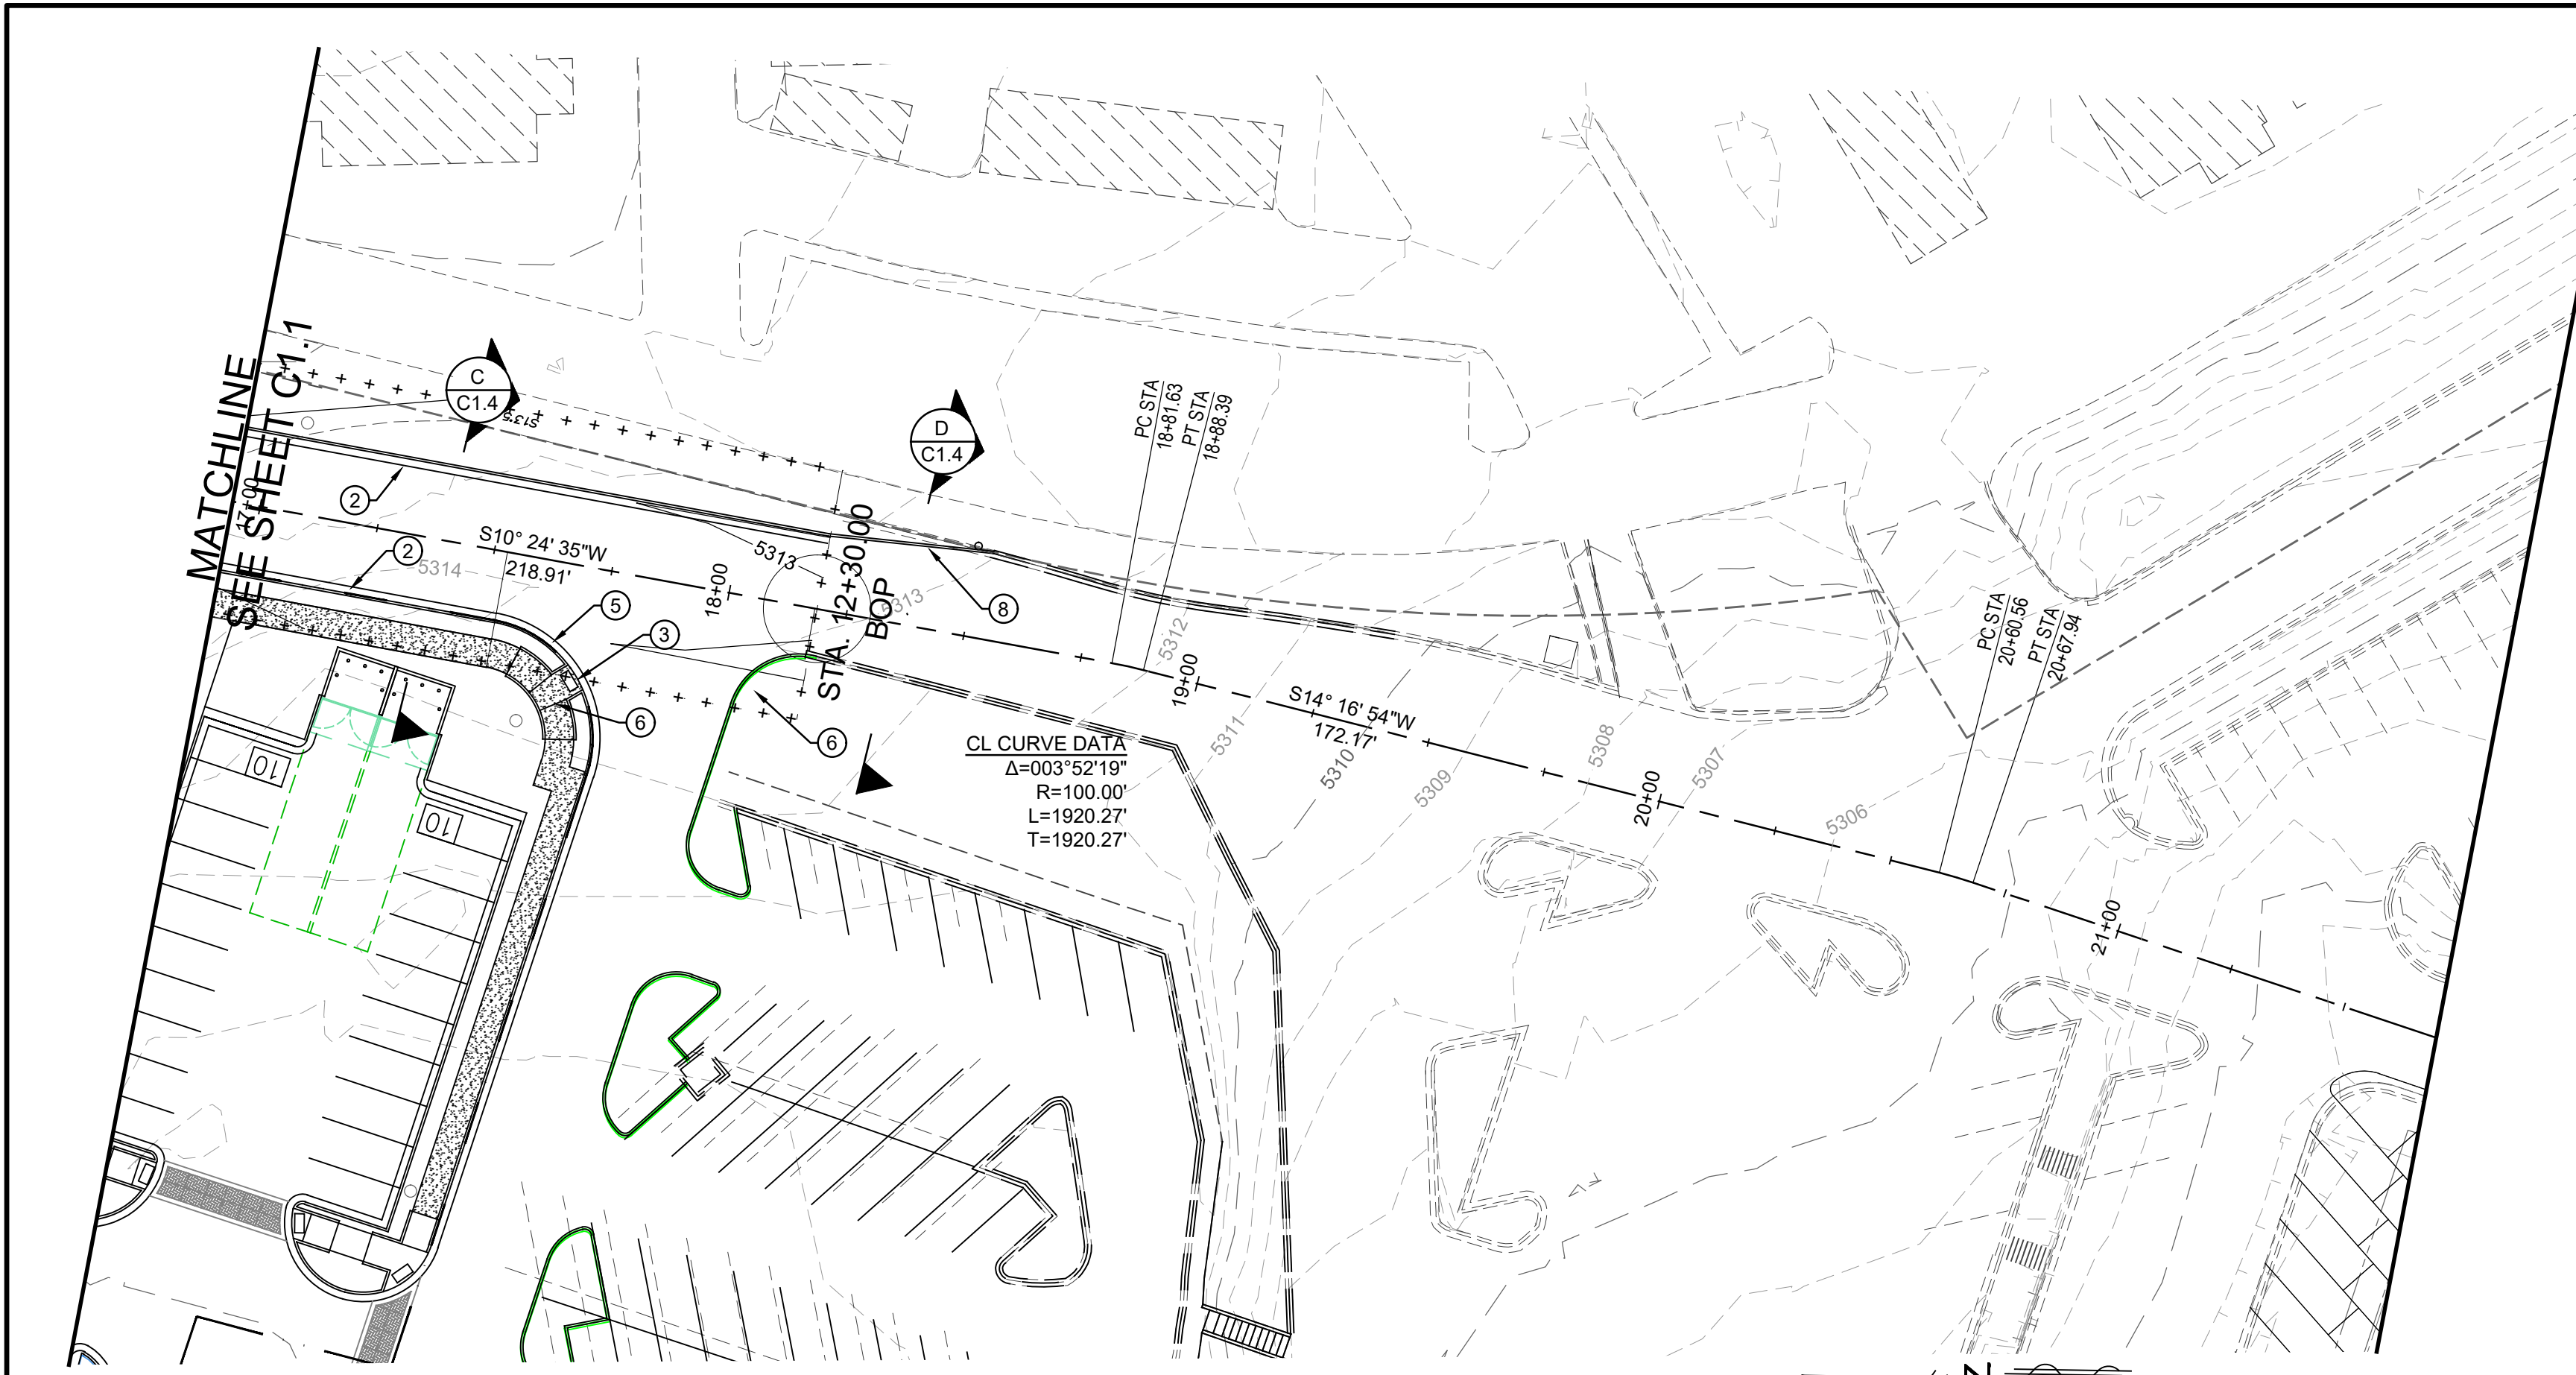 MATCHLINE
SEE SHEET C1.1
17+00
C
C1.4
5313.5
D
C1.4
PC STA
18+81.63
PT STA
18+88.39
2
2
S10° 24' 35"W
218.91'
5314
5313
18+00
STA. 12+30.00
BOP
5313
8
5
3
6
6
5312
19+00
S14° 16' 54"W
172.17'
CL CURVE DATA
Δ=003°52'19"
R=100.00'
L=1920.27'
T=1920.27'
5311
5310
5309
5308
20+00
5307
5306
PC STA
20+60.56
PT STA
20+67.94
21+00
10
10